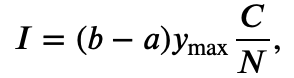 I = (b − a)y_max C/N,